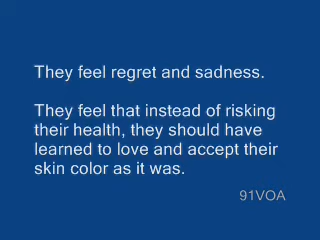 They feel regret and sadness.
They feel that instead of risking
their health, they should have
learned to love and accept their
skin color as it was.
91VOA